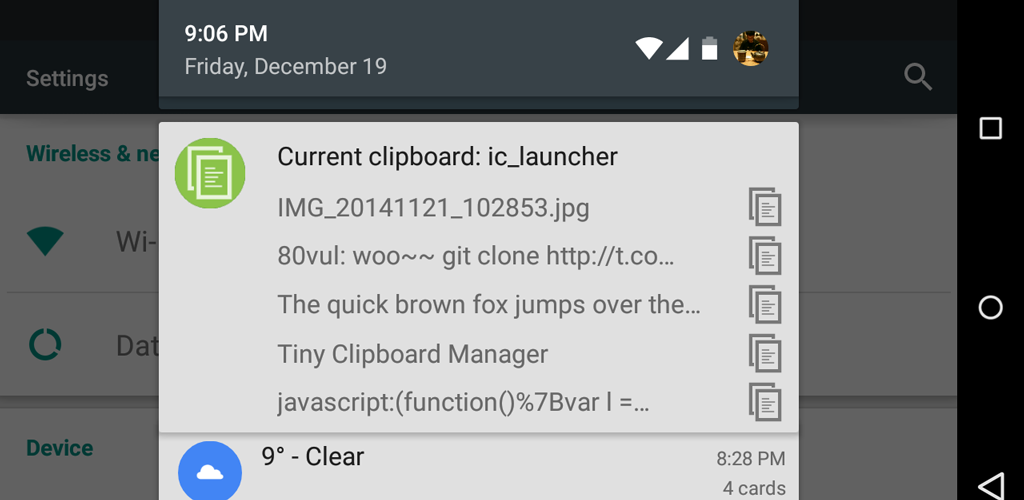 9:06 PM
Friday, December 19
Settings
Wireless & ne
Current clipboard: ic_launcher
IMG_20141121_102853.jpg
Wi-
80vul: woo~~ git clone http://t.co...
The quick brown fox jumps over the...
Dat
Tiny Clipboard Manager
javascript:(function()%7Bvar l =...
Device
9° - Clear
8:28 PM
4 cards